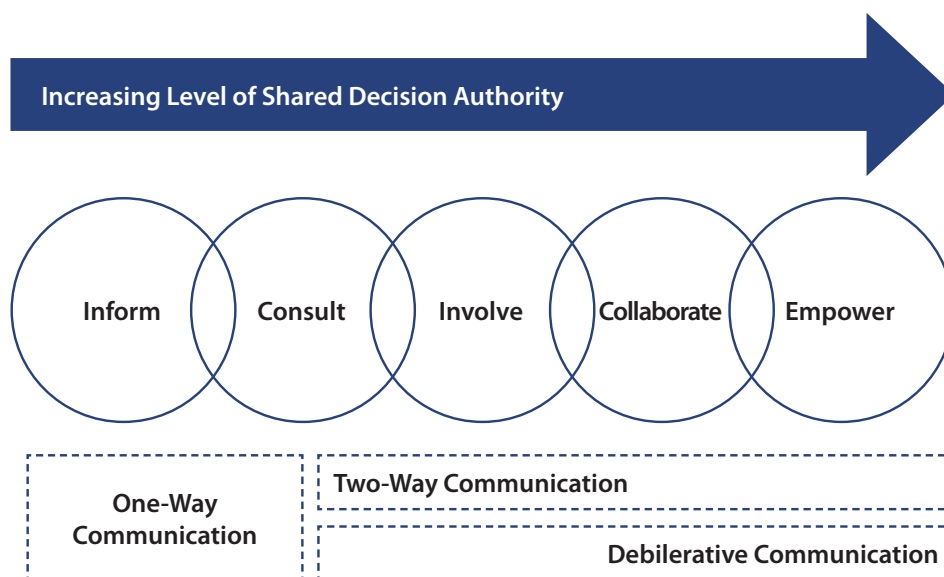 Increasing Level of Shared Decision Authority
Inform
Consult
Involve
Collaborate
Empower
One-Way
Communication
Two-Way Communication
Debilerative Communication